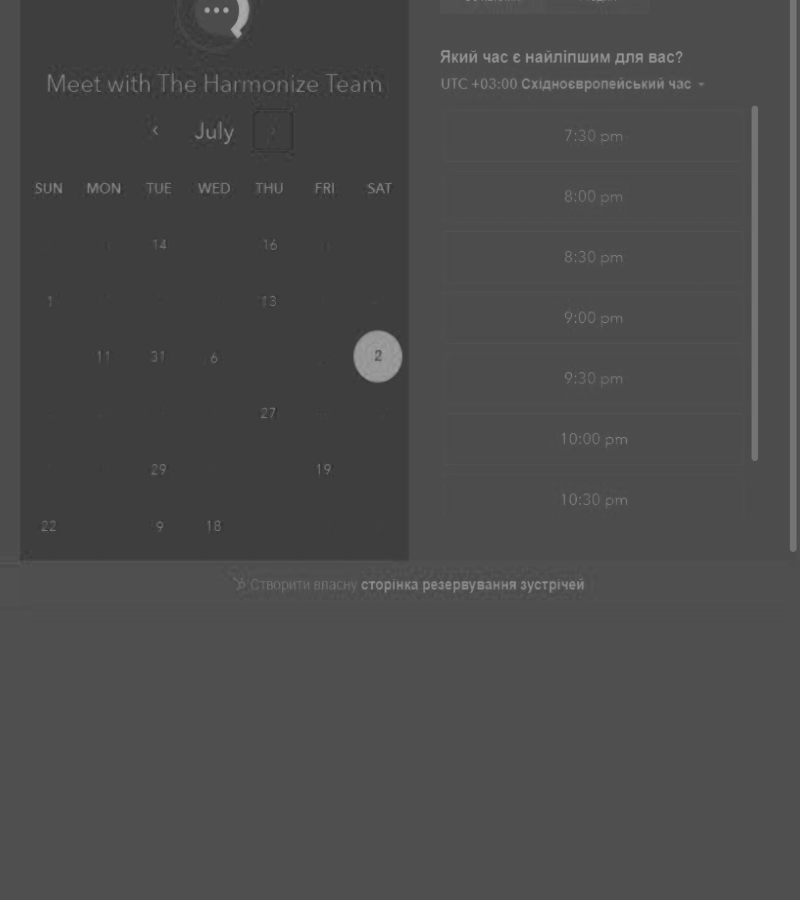 Meet with The Harmonize Team
July
SUN MON TUE WED THU FRI SAT
14 16
1 13
11 31 6 2
27
29 19
22 9 18
Який час є найліпшим для вас?
UTC +03:00 Східноєвропейський час
7:30 pm
8:00 pm
8:30 pm
9:00 pm
9:30 pm
10:00 pm
10:30 pm
Створити власну сторінка резервування зустрічей